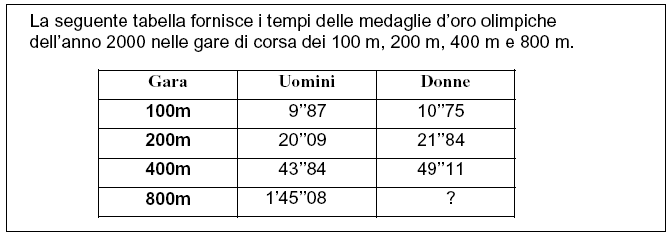 La seguente tabella fornisce i tempi delle medaglie d'oro olimpiche
dell'anno 2000 nelle gare di corsa dei 100 m, 200 m, 400 m e 800 m.
Gara Uomini Donne
100m 9"87 10"75
200m 20"09 21"84
400m 43"84 49"11
800m 1'45"08 ?